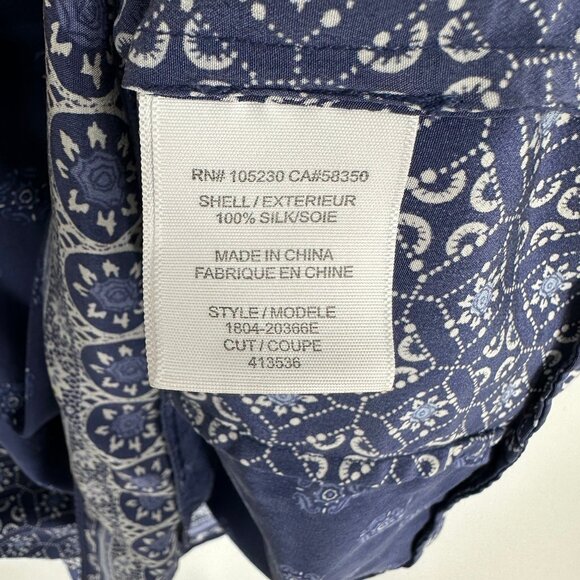 RN# 105230 CA#58350
SHELL / EXTERIEUR
100% SILK/SOIE
MADE IN CHINA
FABRIQUE EN CHINE
STYLE / MODELE
1804-20366E
CUT / COUPE
413536